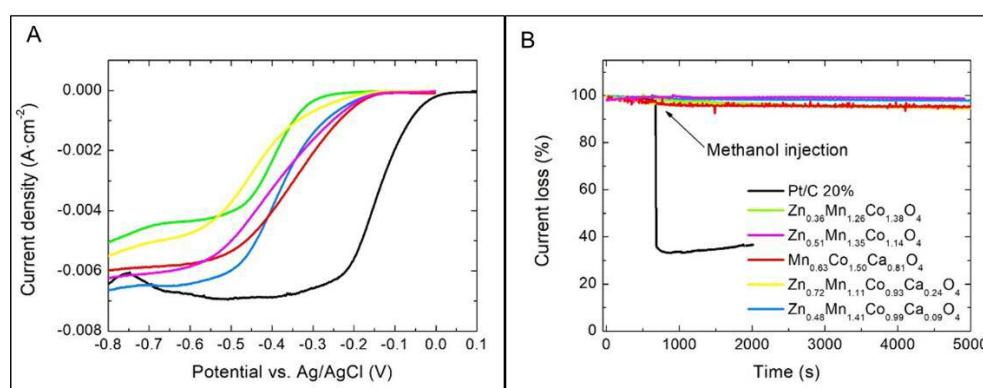 A
0.000
-0.002
-0.004
-0.006
-0.008
Current density (A·cm⁻²)
-0.8 -0.7 -0.6 -0.5 -0.4 -0.3 -0.2 -0.1 0.0 0.1
Potential vs. Ag/AgCl (V)
B
100
80
60
40
20
0
Current loss (%)
Methanol injection
Pt/C 20%
Zn₀.₃₆Mn₁.₂₆Co₁.₃₈O₄
Zn₀.₅₁Mn₁.₃₅Co₁.₁₄O₄
Mn₀.₆₃Co₁.₅₀Ca₀.₈₁O₄
Zn₀.₇₂Mn₁.₁₁Co₀.₉₃Ca₀.₂₄O₄
Zn₀.₄₈Mn₁.₄₁Co₀.₉₉Ca₀.₀₉O₄
0 1000 2000 3000 4000 5000
Time (s)